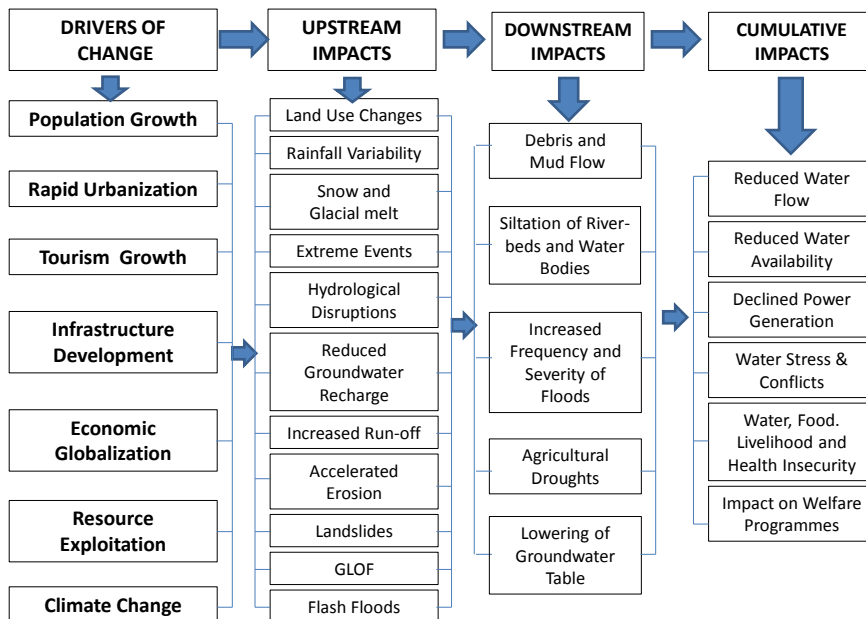 DRIVERS OF
CHANGE
UPSTREAM
IMPACTS
DOWNSTREAM
IMPACTS
CUMULATIVE
IMPACTS
Population Growth
Rapid Urbanization
Tourism Growth
Infrastructure
Development
Economic
Globalization
Resource
Exploitation
Climate Change
Land Use Changes
Rainfall Variability
Snow and
Glacial melt
Extreme Events
Hydrological
Disruptions
Reduced
Groundwater
Recharge
Increased Run-off
Accelerated
Erosion
Landslides
GLOF
Flash Floods
Debris and
Mud Flow
Siltation of River-
beds and Water
Bodies
Increased
Frequency and
Severity of
Floods
Agricultural
Droughts
Lowering of
Groundwater
Table
Reduced Water
Flow
Reduced Water
Availability
Declined Power
Generation
Water Stress &
Conflicts
Water, Food.
Livelihood and
Health Insecurity
Impact on Welfare
Programmes